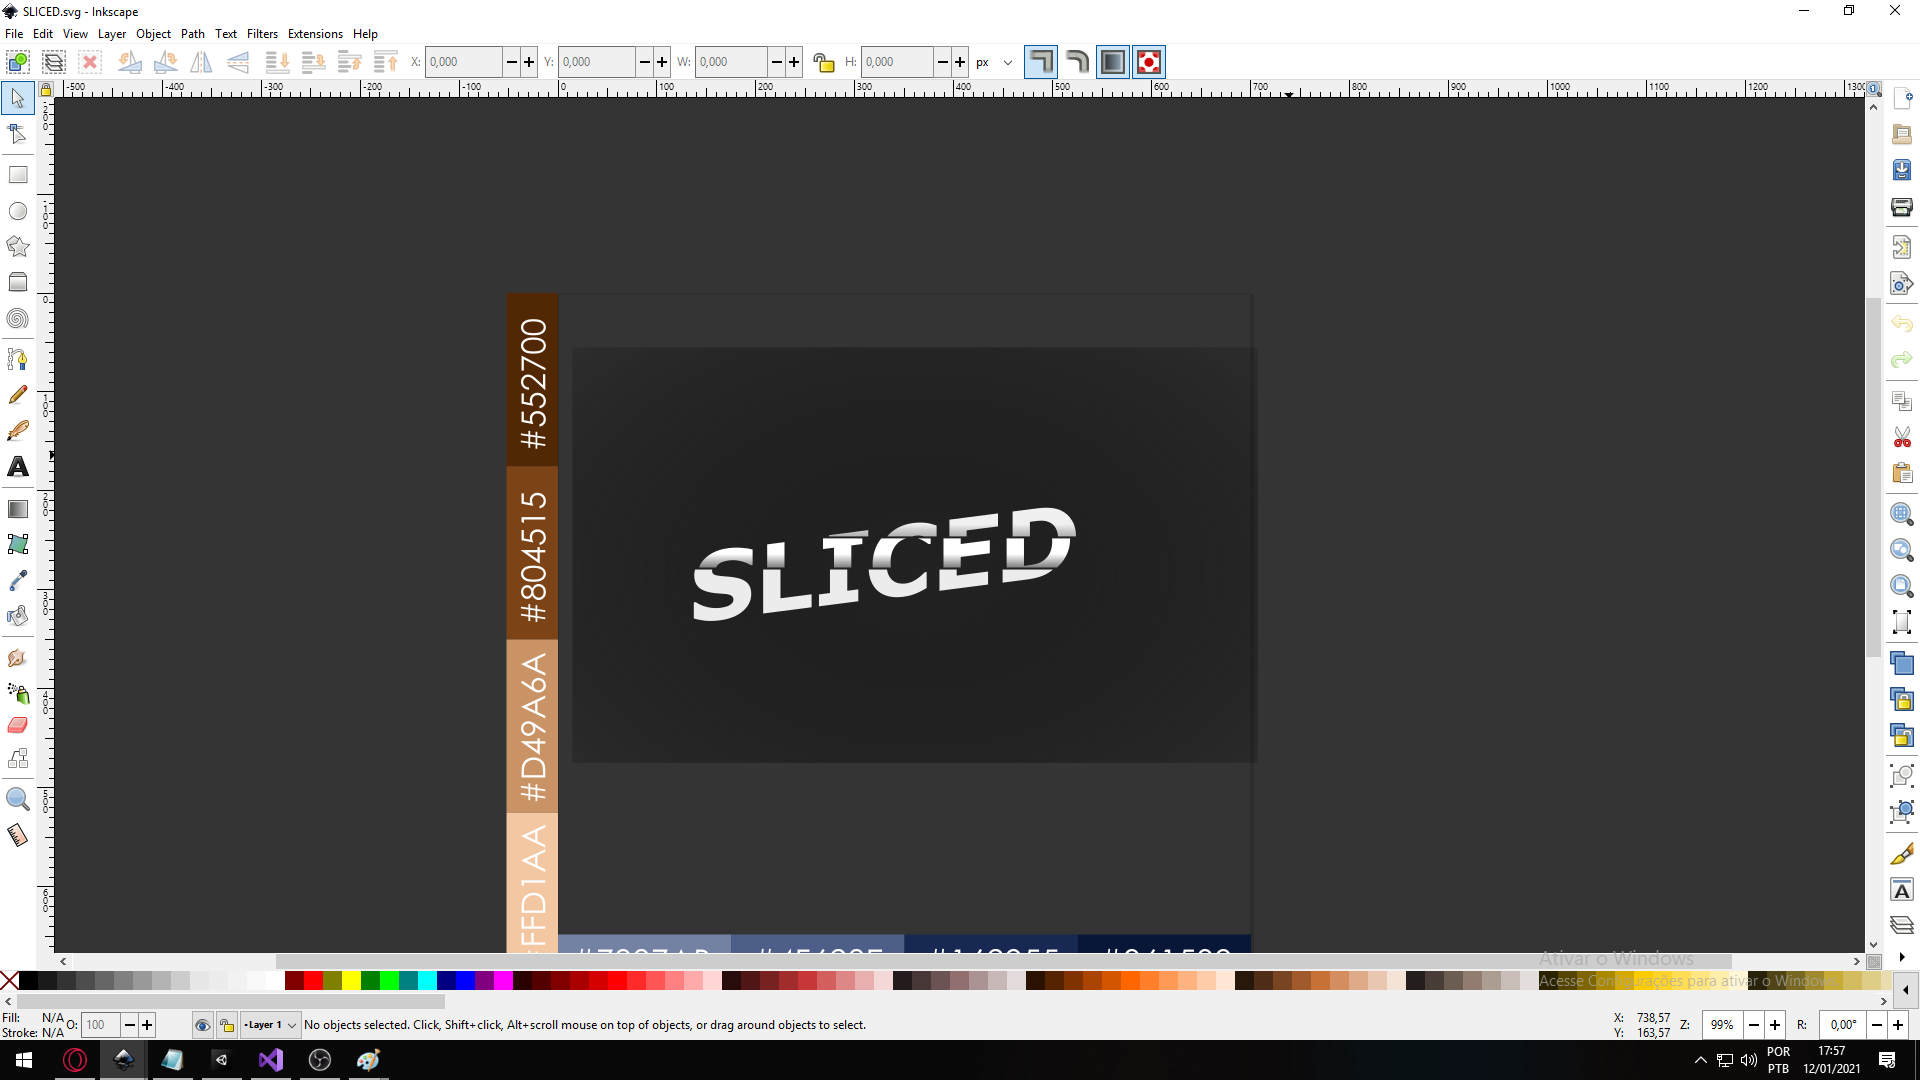 SLICED.svg - Inkscape
File Edit View Layer Object Path Text Filters Extensions Help
X: 0,000 Y: 0,000 W: 0,000 H: 0,000 px
-500 -400 -300 -200 -100 0 100 200 300 400 500 600 700 800 900 1000 1100 1200 1300
#552700
#804515
#D49A6A
#FFD1AA
SLICED
Ativar o Windows
Acesse Configurações para ativar o Windows.
Fill: N/A O: 100 Layer 1 No objects selected. Click, Shift+click, Alt+scroll mouse on top of objects, or drag around objects to select. X: 738,57 Z: 99% R: 0,00°
Stroke: N/A Y: 163,57
POR 17:57
PTB 12/01/2021